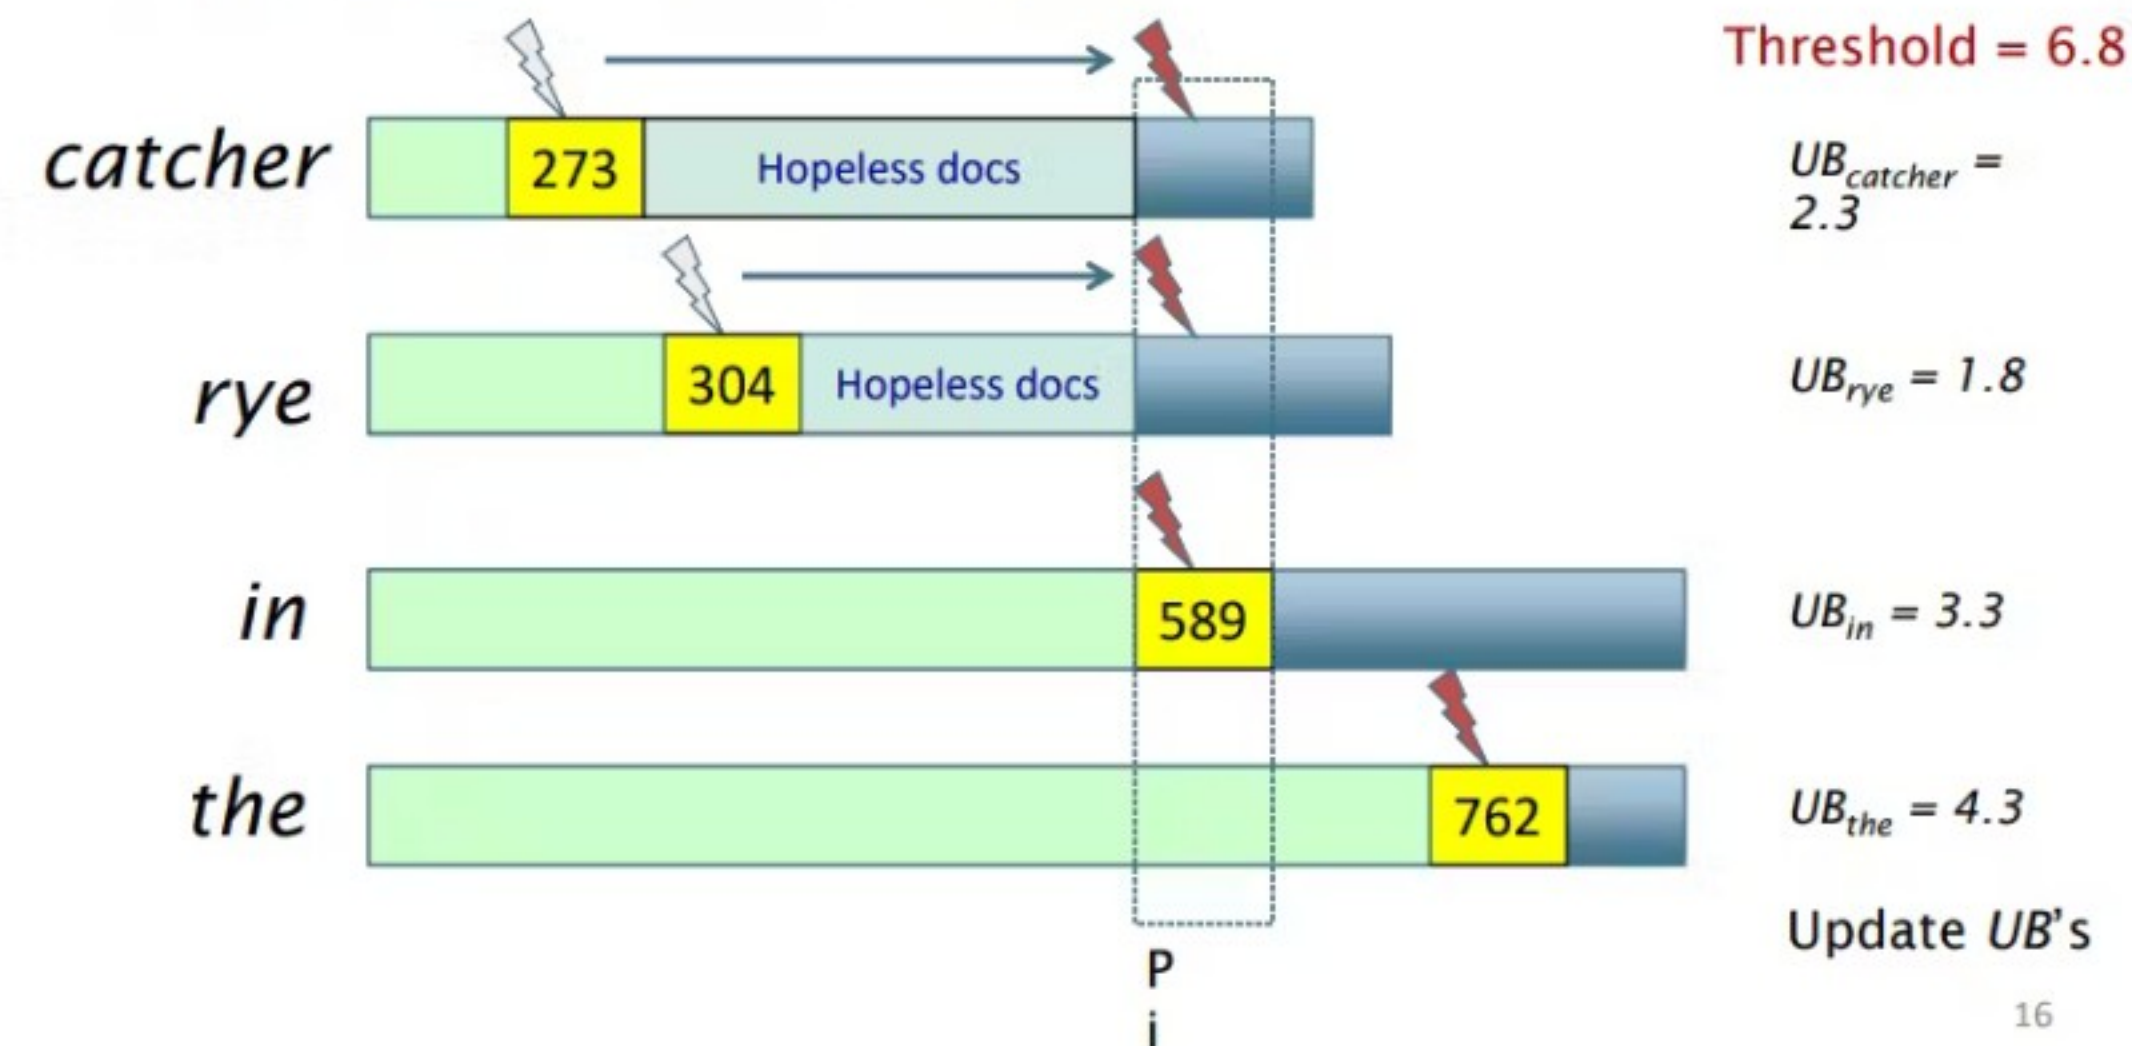 Threshold = 6.8
catcher
273
Hopeless docs
UBcatcher =
2.3
rye
304
Hopeless docs
UBrye = 1.8
in
589
UBin = 3.3
the
762
UBthe = 4.3
Update UB's
P
i
16